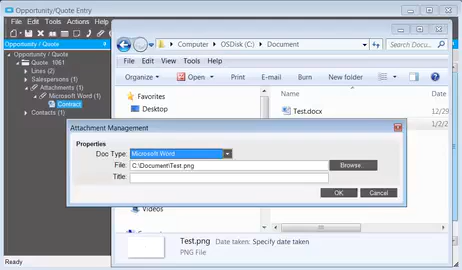 Opportunity/Quote Entry
File Edit Tools Actions Help
Opportunity / Quote
Opportunity / Quote
Quote 1061
Lines (2)
Salespersons (1)
Attachments (1)
Microsoft Word (1)
Contract
Contacts (1)
Ready
Computer OSDisk (C:) Document
Search Docu...
File Edit View Tools Help
Organize Open Print E-mail Burn New folder
Favorites
Desktop
Name
Test.docx 12/29
1/2/2
Attachment Management
Properties
Doc Type: Microsoft Word
File: C:\Document\Test.png Browse...
Title:
OK Cancel
Videos
Test.png Date taken: Specify date taken
PNG File